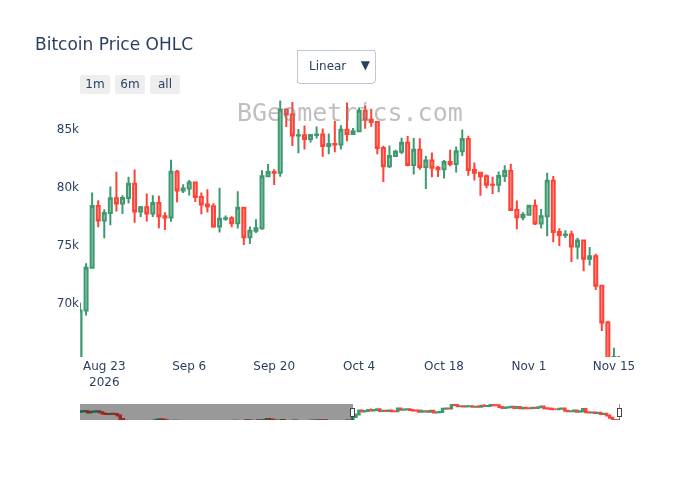 Bitcoin Price OHLC
Linear ▼
1m 6m all
BGeometrics.com
85k
80k
75k
70k
Aug 23 Sep 6 Sep 20 Oct 4 Oct 18 Nov 1 Nov 15
2026